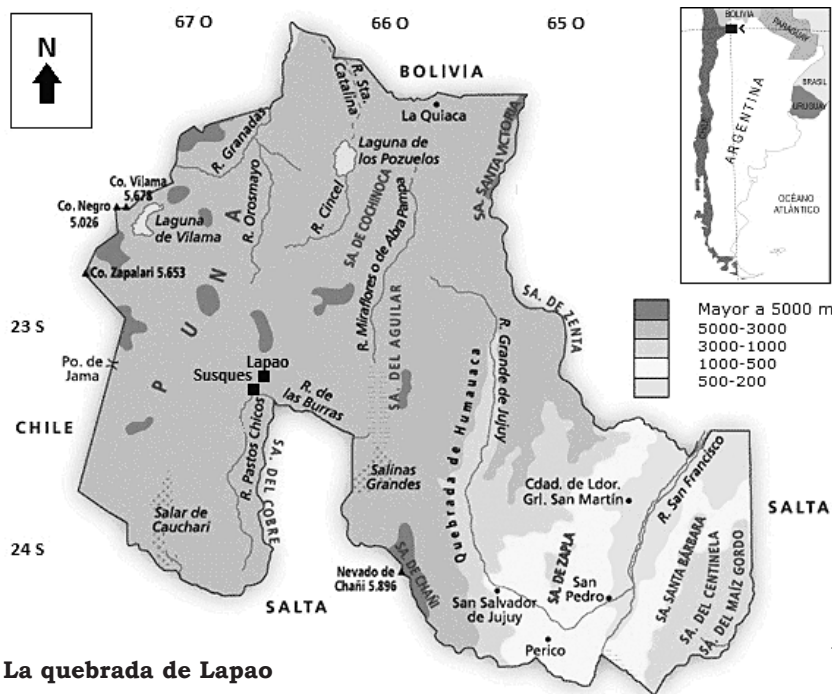 67 O
66 O
65 O
N
BOLIVIA
R. Sta.
Catalina
La Quiaca
R. Granadas
Laguna de
los Pozuelos
SA. SANTA VICTORIA
Co. Vilama
5.678
Co. Negro
5.026
Laguna
de Vilama
R. Orosmayo
R. Cincel
SA. DE COCHINOCA
R. Miraflores o de Abra Pampa
Co. Zapalari 5.653
PUNA
SA. DE ZENTA
23 S
Po. de
Jama
Lapao
Susques
R. de
las Burras
SA. DEL AGUILAR
Quebrada de Humauaca
R. Grande de Jujuy
CHILE
R. Pastos Chicos
SA. DEL COBRE
Salinas
Grandes
Salar de
Cauchari
Cdad. de Ldor.
Grl. San Martín
R. San Francisco
SALTA
24 S
SALTA
Nevado de
Chañi 5.896
SA. DE CHAÑI
San Salvador
de Jujuy
SA. DE ZAPLA
San
Pedro
Perico
SA. SANTA BÁRBARA
SA. DEL CENTINELA
SA. DEL MAÍZ GORDO
BOLIVIA
PARAGUAY
BRASIL
URUGUAY
CHILE
ARGENTINA
OCÉANO
ATLÁNTICO
Mayor a 5000 m
5000-3000
3000-1000
1000-500
500-200
La quebrada de Lapao